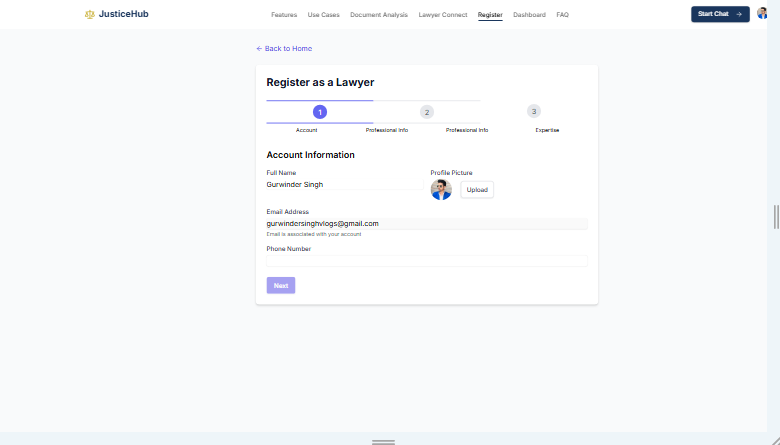 JusticeHub Features Use Cases Document Analysis Lawyer Connect Register Dashboard FAQ Start Chat →
← Back to Home
Register as a Lawyer
1 2 3
Account Professional Info Professional Info Expertise
Account Information
Full Name Profile Picture
Gurwinder Singh Upload
Email Address
gurwindersinghvlogs@gmail.com
Email is associated with your account
Phone Number
Next